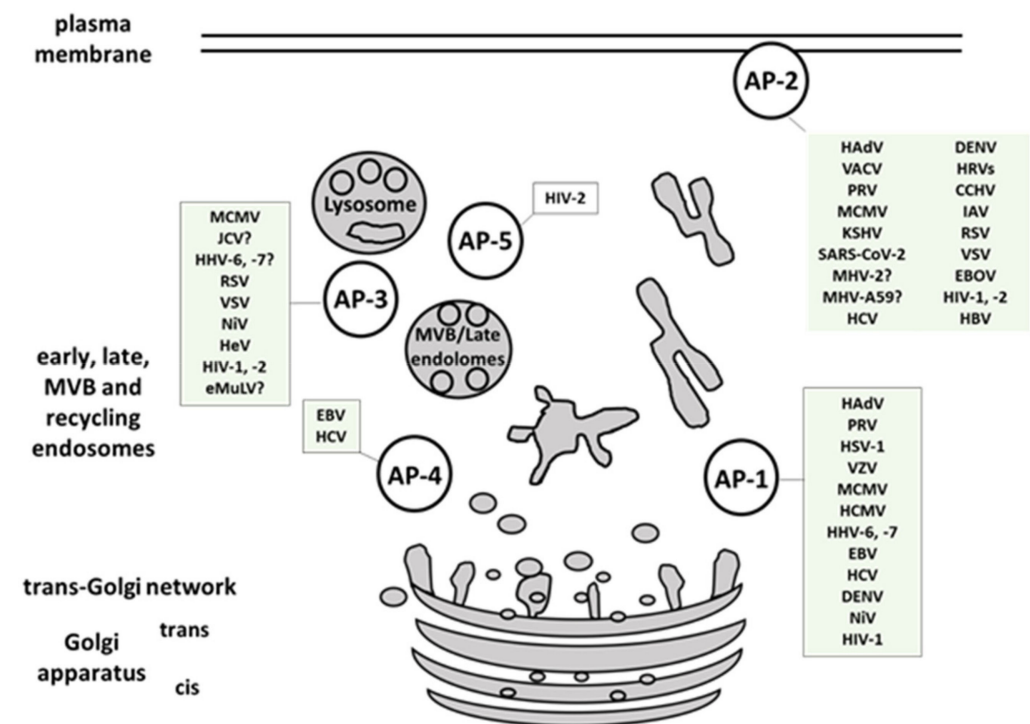 plasma
membrane
AP-2
HAdV DENV
VACV HRVs
PRV CCHV
MCMV IAV
KSHV RSV
SARS-CoV-2 VSV
MHV-2? EBOV
MHV-A59? HIV-1, -2
HCV HBV
Lysosome
AP-5
HIV-2
MCMV
JCV?
HHV-6, -7?
RSV
VSV
NiV
HeV
HIV-1, -2
eMuLV?
AP-3
MVB/Late
endolomes
early, late,
MVB and
recycling
endosomes
EBV
HCV
AP-4
AP-1
HAdV
PRV
HSV-1
VZV
MCMV
HCMV
HHV-6, -7
EBV
HCV
DENV
NiV
HIV-1
trans-Golgi network
Golgi
apparatus
trans
cis